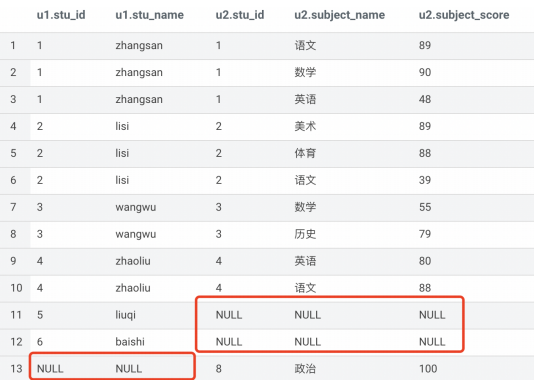 u1.stu_id u1.stu_name u2.stu_id u2.subject_name u2.subject_score
1 1 zhangsan 1 语文 89
2 1 zhangsan 1 数学 90
3 1 zhangsan 1 英语 48
4 2 lisi 2 美术 89
5 2 lisi 2 体育 88
6 2 lisi 2 语文 39
7 3 wangwu 3 数学 55
8 3 wangwu 3 历史 79
9 4 zhaoliu 4 英语 80
10 4 zhaoliu 4 语文 88
11 5 liuqi NULL NULL NULL
12 6 baishi NULL NULL NULL
13 NULL NULL 8 政治 100